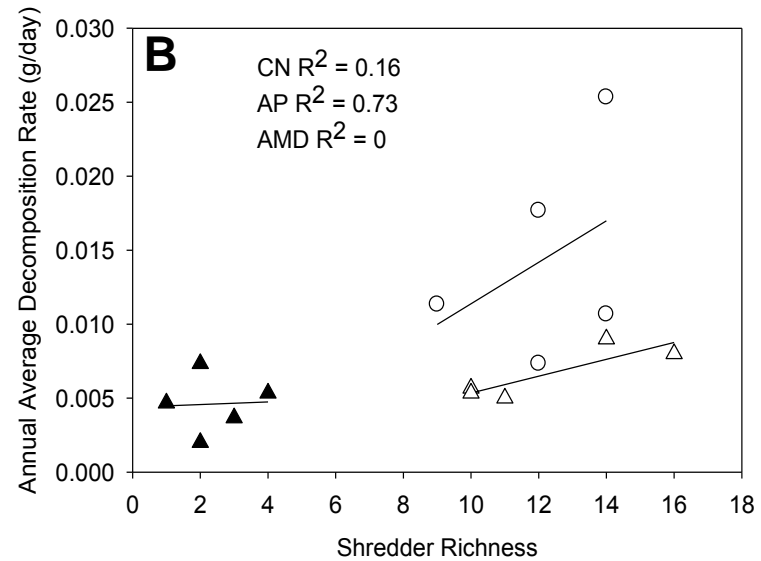 B
CN R2 = 0.16
AP R2 = 0.73
AMD R2 = 0
Annual Average Decomposition Rate (g/day)
0.030
0.025
0.020
0.015
0.010
0.005
0.000
0 2 4 6 8 10 12 14 16 18
Shredder Richness